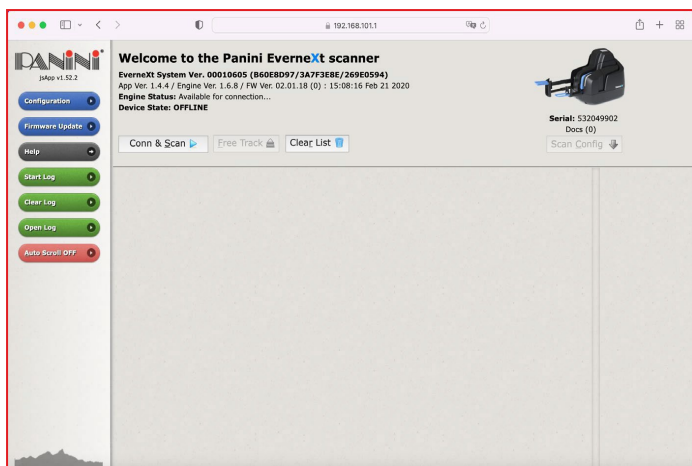 192.168.101.1
PANiNi
jsApp v1.52.2
Configuration
Firmware Update
Help
Start Log
Clear Log
Open Log
Auto Scroll OFF
Welcome to the Panini EverneXt scanner
EverneXt System Ver. 00010605 (B60E8D97/3A7F3E8E/269E0594)
App Ver. 1.4.4 / Engine Ver. 1.6.8 / FW Ver. 02.01.18 (0) : 15:08:16 Feb 21 2020
Engine Status: Available for connection...
Device State: OFFLINE
Conn & Scan
Free Track
Clear List
Serial: 532049902
Docs (0)
Scan Config